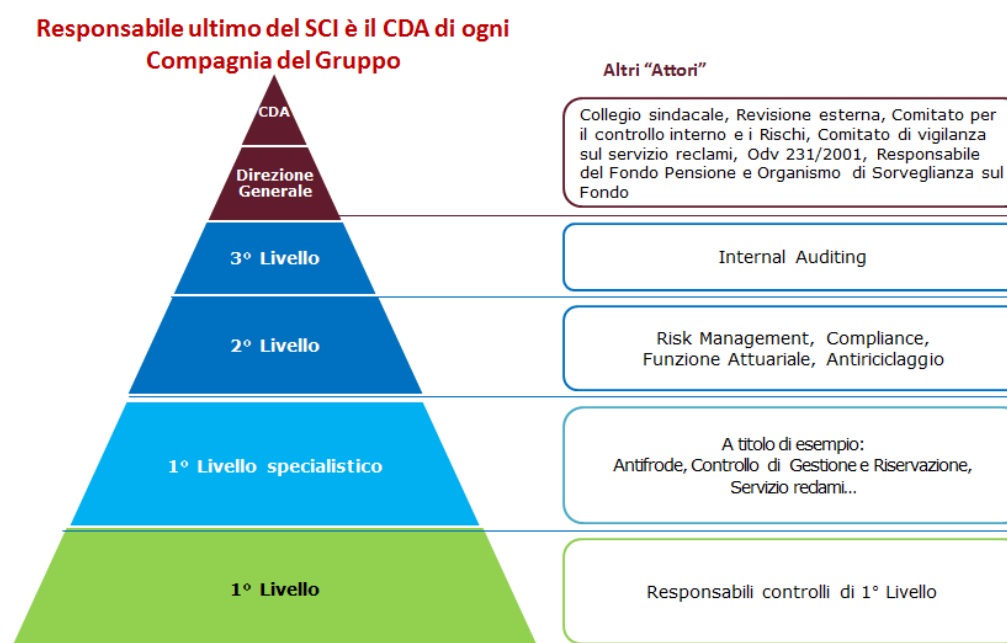 Responsabile ultimo del SCI è il CDA di ogni
Compagnia del Gruppo
Altri “Attori”
CDA
Direzione
Generale
Collegio sindacale, Revisione esterna, Comitato per
il controllo interno e i Rischi, Comitato di vigilanza
sul servizio reclami, Odv 231/2001, Responsabile
del Fondo Pensione e Organismo di Sorveglianza sul
Fondo
3° Livello
Internal Auditing
2° Livello
Risk Management, Compliance,
Funzione Attuariale, Antiriciclaggio
1° Livello specialistico
A titolo di esempio:
Antifrode, Controllo di Gestione e Riservazione,
Servizio reclami...
1° Livello
Responsabili controlli di 1° Livello